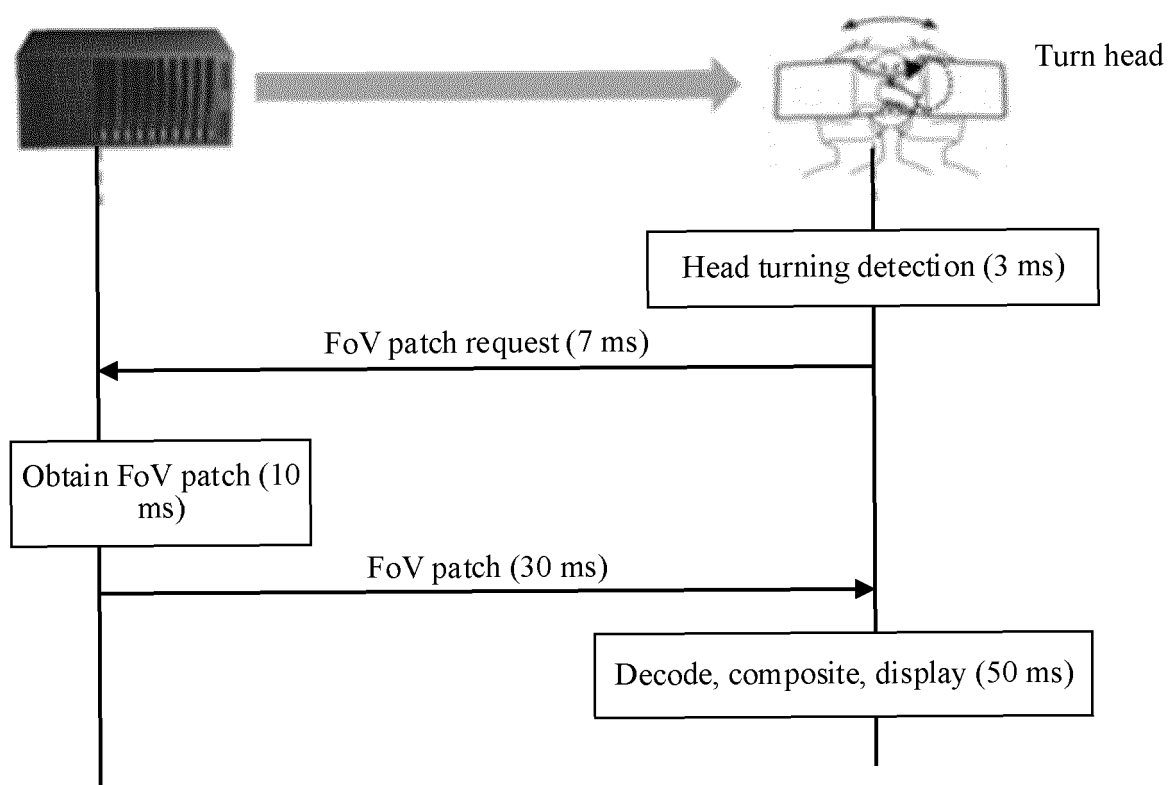 Turn head
Head turning detection (3 ms)
FoV patch request (7 ms)
Obtain FoV patch (10
ms)
FoV patch (30 ms)
Decode, composite, display (50 ms)